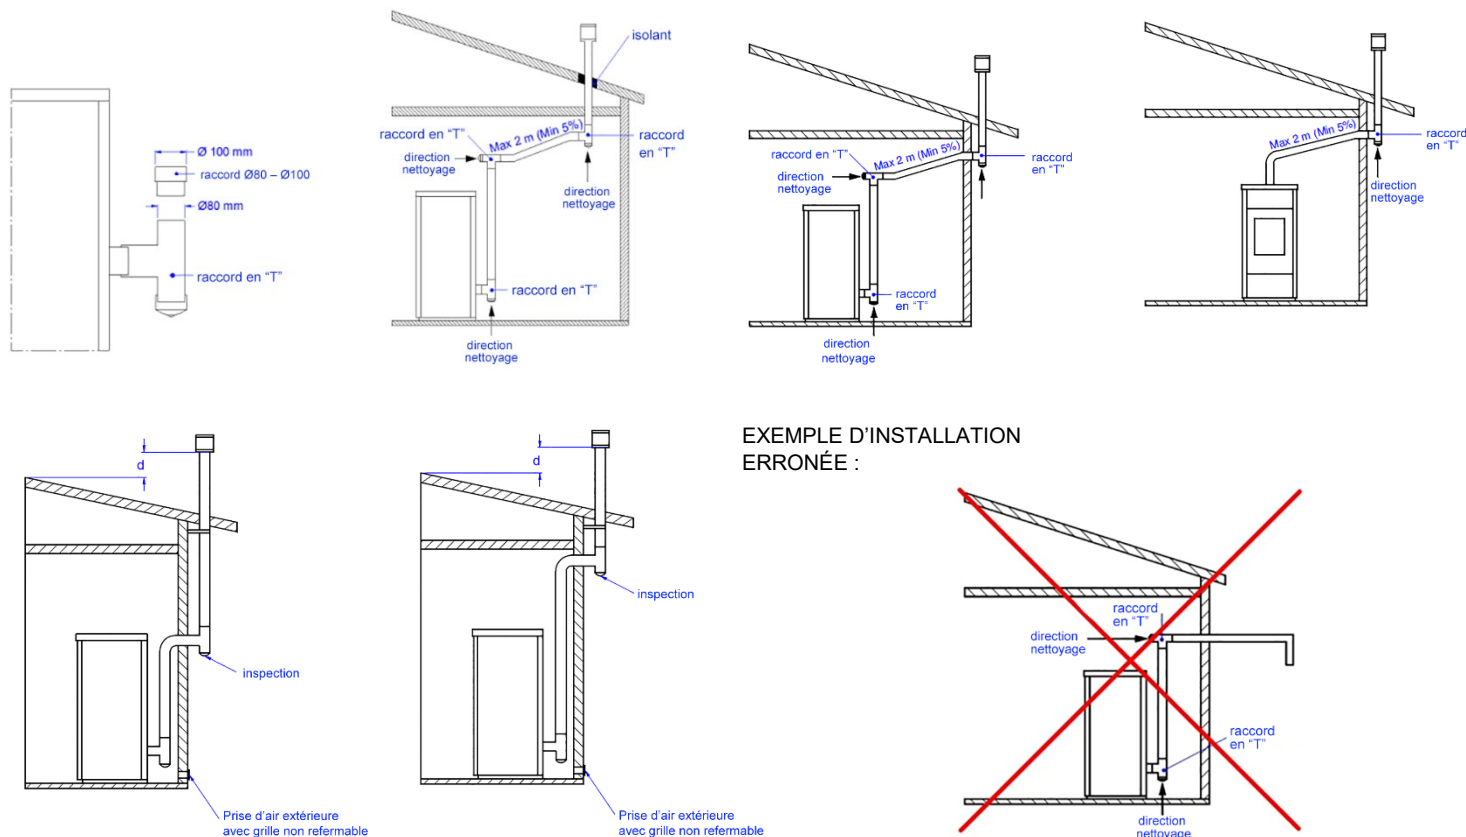 Ø 100 mm
raccord Ø80 – Ø100
Ø80 mm
raccord en “T”
isolant
raccord en “T”
Max 2 m (Min 5%)
raccord
en “T”
direction
nettoyage
direction
nettoyage
raccord en “T”
direction
nettoyage
raccord en “T”
Max 2 m (Min 5%)
raccord
en “T”
direction
nettoyage
raccord
en “T”
direction
nettoyage
Max 2 m (Min 5%)
raccord
en “T”
direction
nettoyage
d
inspection
Prise d’air extérieure
avec grille non refermable
d
inspection
Prise d’air extérieure
avec grille non refermable
EXEMPLE D’INSTALLATION
ERRONÉE :
raccord
en “T”
direction
nettoyage
raccord
en “T”
direction
nettoyage